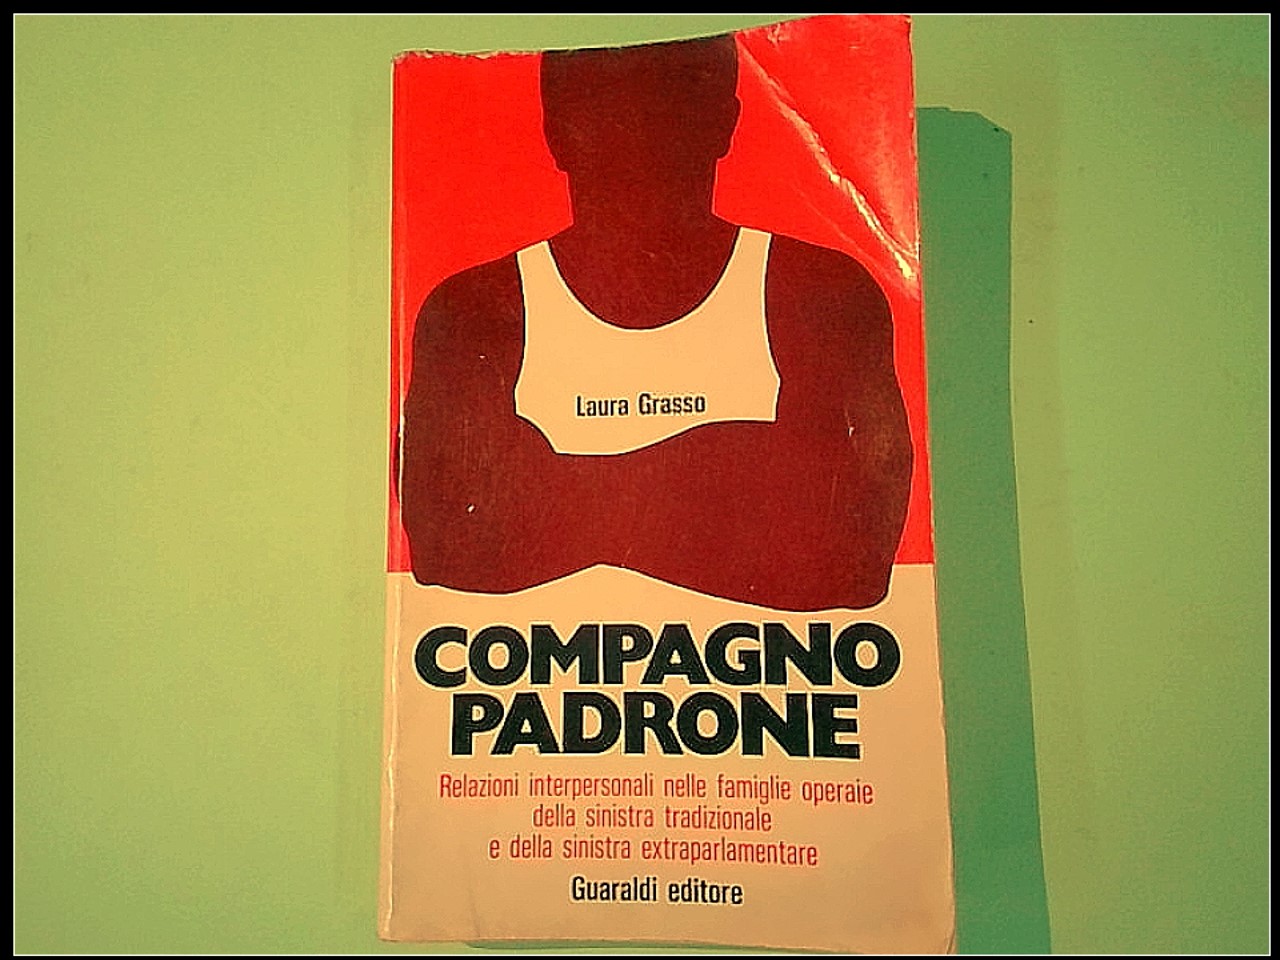 Laura Grasso
COMPAGNO
PADRONE
Relazioni interpersonali nelle famiglie operaie
della sinistra tradizionale
e della sinistra extraparlamentare
Guaraldi editore